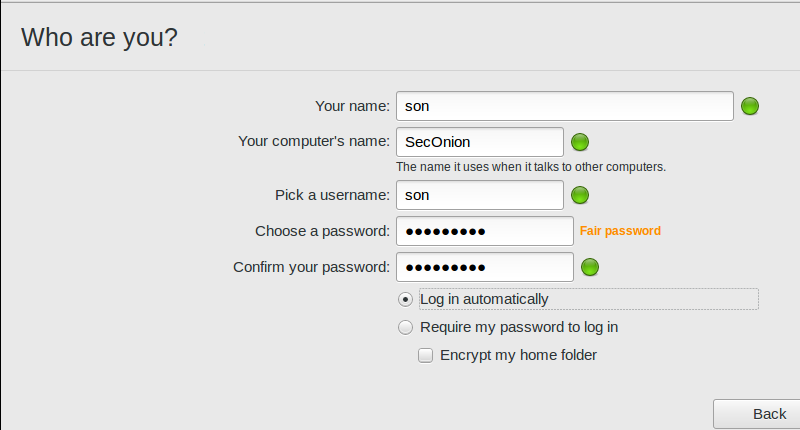 Who are you?
Your name: son
Your computer's name: SecOnion
The name it uses when it talks to other computers.
Pick a username: son
Choose a password: ●●●●●●●●● Fair password
Confirm your password: ●●●●●●●●●
Log in automatically
Require my password to log in
Encrypt my home folder
Back